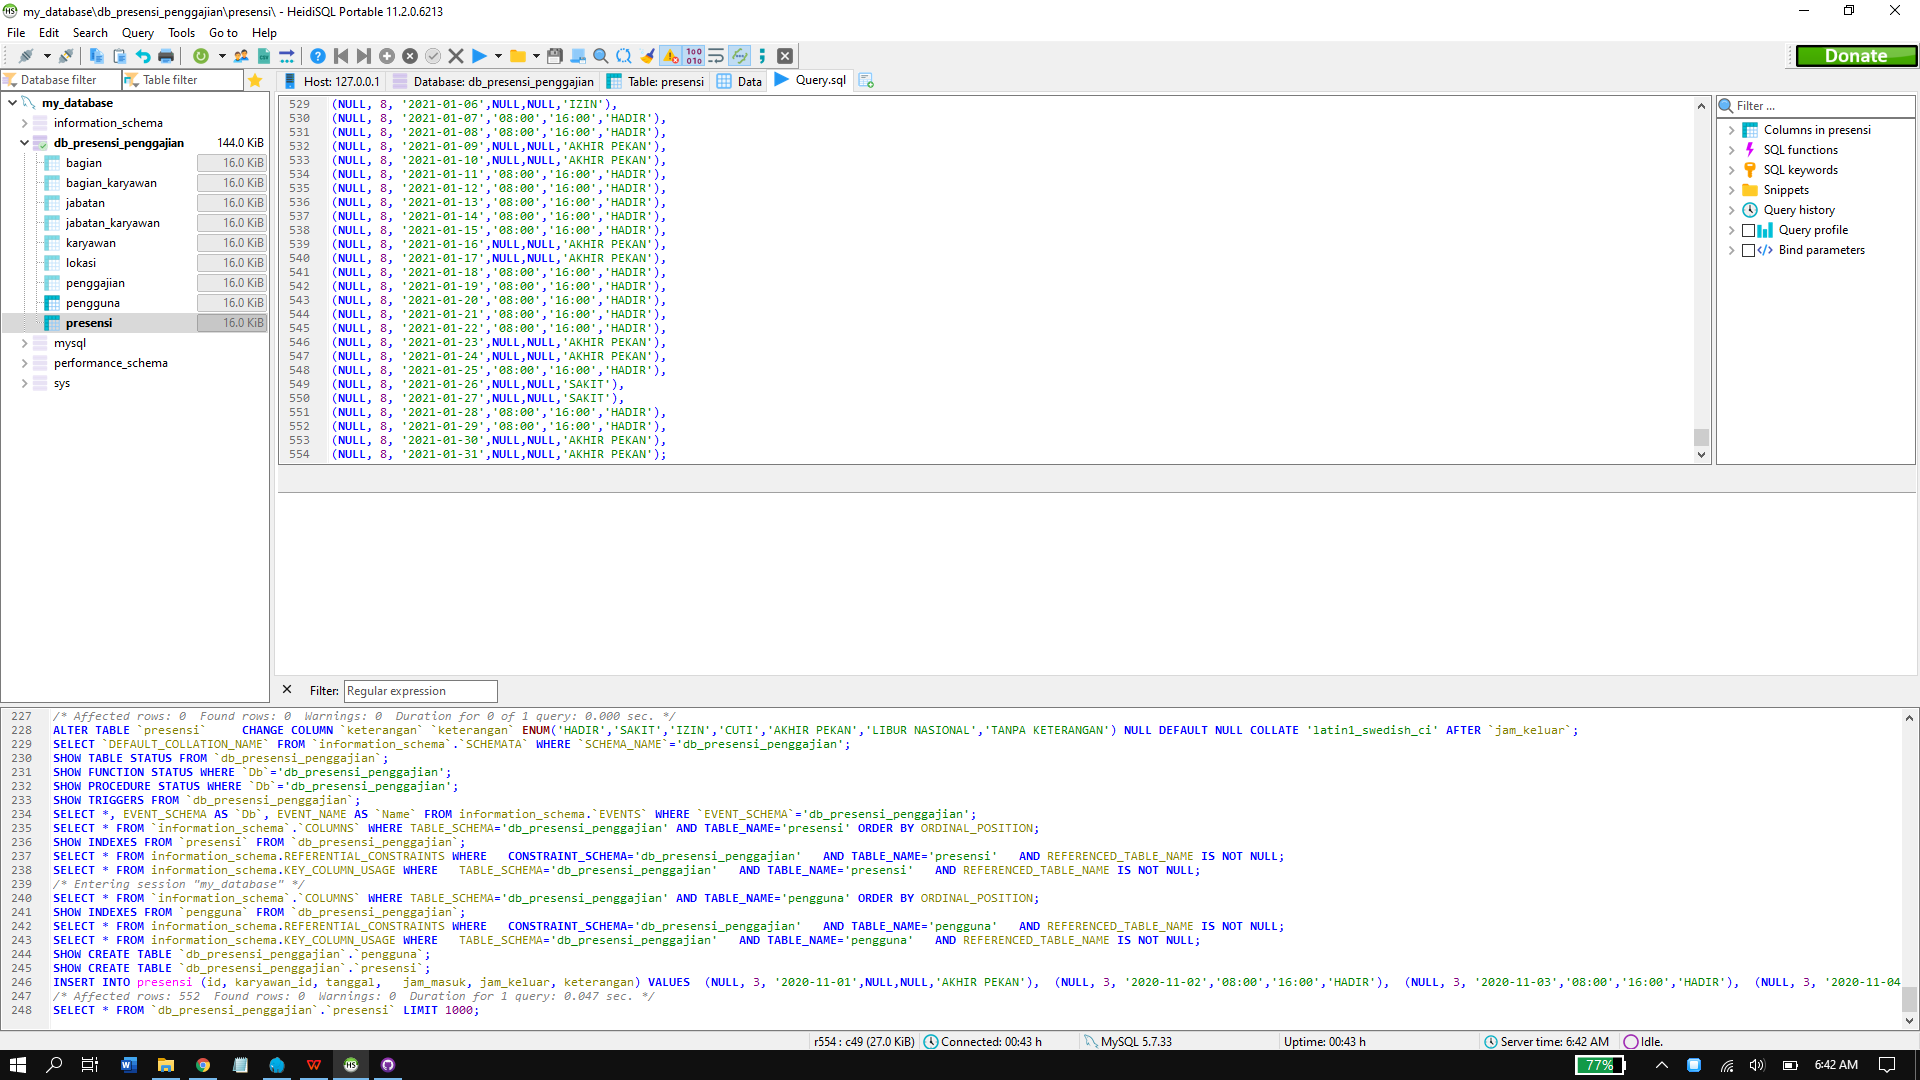 my_database\db_presensi_penggajian\presensi\ - HeidiSQL Portable 11.2.0.6213
File Edit Search Query Tools Go to Help
Donate
Database filter Table filter Host: 127.0.0.1 Database: db_presensi_penggajian Table: presensi Data Query.sql
my_database
information_schema
db_presensi_penggajian 144.0 KiB
bagian 16.0 KiB
bagian_karyawan 16.0 KiB
jabatan 16.0 KiB
jabatan_karyawan 16.0 KiB
karyawan 16.0 KiB
lokasi 16.0 KiB
penggajian 16.0 KiB
pengguna 16.0 KiB
presensi 16.0 KiB
mysql
performance_schema
sys
529 (NULL, 8, '2021-01-06',NULL,NULL,'IZIN'),
530 (NULL, 8, '2021-01-07','08:00','16:00','HADIR'),
531 (NULL, 8, '2021-01-08','08:00','16:00','HADIR'),
532 (NULL, 8, '2021-01-09',NULL,NULL,'AKHIR PEKAN'),
533 (NULL, 8, '2021-01-10',NULL,NULL,'AKHIR PEKAN'),
534 (NULL, 8, '2021-01-11','08:00','16:00','HADIR'),
535 (NULL, 8, '2021-01-12','08:00','16:00','HADIR'),
536 (NULL, 8, '2021-01-13','08:00','16:00','HADIR'),
537 (NULL, 8, '2021-01-14','08:00','16:00','HADIR'),
538 (NULL, 8, '2021-01-15','08:00','16:00','HADIR'),
539 (NULL, 8, '2021-01-16',NULL,NULL,'AKHIR PEKAN'),
540 (NULL, 8, '2021-01-17',NULL,NULL,'AKHIR PEKAN'),
541 (NULL, 8, '2021-01-18','08:00','16:00','HADIR'),
542 (NULL, 8, '2021-01-19','08:00','16:00','HADIR'),
543 (NULL, 8, '2021-01-20','08:00','16:00','HADIR'),
544 (NULL, 8, '2021-01-21','08:00','16:00','HADIR'),
545 (NULL, 8, '2021-01-22','08:00','16:00','HADIR'),
546 (NULL, 8, '2021-01-23',NULL,NULL,'AKHIR PEKAN'),
547 (NULL, 8, '2021-01-24',NULL,NULL,'AKHIR PEKAN'),
548 (NULL, 8, '2021-01-25','08:00','16:00','HADIR'),
549 (NULL, 8, '2021-01-26',NULL,NULL,'SAKIT'),
550 (NULL, 8, '2021-01-27',NULL,NULL,'SAKIT'),
551 (NULL, 8, '2021-01-28','08:00','16:00','HADIR'),
552 (NULL, 8, '2021-01-29','08:00','16:00','HADIR'),
553 (NULL, 8, '2021-01-30',NULL,NULL,'AKHIR PEKAN'),
554 (NULL, 8, '2021-01-31',NULL,NULL,'AKHIR PEKAN');
Filter ...
Columns in presensi
SQL functions
SQL keywords
Snippets
Query history
Query profile
Bind parameters
Filter: Regular expression
227 /* Affected rows: 0  Found rows: 0  Warnings: 0  Duration for 0 of 1 query: 0.000 sec. */
228 ALTER TABLE `presensi` CHANGE COLUMN `keterangan` `keterangan` ENUM('HADIR','SAKIT','IZIN','CUTI','AKHIR PEKAN','LIBUR NASIONAL','TANPA KETERANGAN') NULL DEFAULT NULL COLLATE 'latin1_swedish_ci' AFTER `jam_keluar`;
229 SELECT `DEFAULT_COLLATION_NAME` FROM `information_schema`.`SCHEMATA` WHERE `SCHEMA_NAME`='db_presensi_penggajian';
230 SHOW TABLE STATUS FROM `db_presensi_penggajian`;
231 SHOW FUNCTION STATUS WHERE `Db`='db_presensi_penggajian';
232 SHOW PROCEDURE STATUS WHERE `Db`='db_presensi_penggajian';
233 SHOW TRIGGERS FROM `db_presensi_penggajian`;
234 SELECT *, EVENT_SCHEMA AS `Db`, EVENT_NAME AS `Name` FROM information_schema.`EVENTS` WHERE `EVENT_SCHEMA`='db_presensi_penggajian';
235 SELECT * FROM `information_schema`.`COLUMNS` WHERE TABLE_SCHEMA='db_presensi_penggajian' AND TABLE_NAME='presensi' ORDER BY ORDINAL_POSITION;
236 SHOW INDEXES FROM `presensi` FROM `db_presensi_penggajian`;
237 SELECT * FROM information_schema.REFERENTIAL_CONSTRAINTS WHERE CONSTRAINT_SCHEMA='db_presensi_penggajian' AND TABLE_NAME='presensi' AND REFERENCED_TABLE_NAME IS NOT NULL;
238 SELECT * FROM information_schema.KEY_COLUMN_USAGE WHERE TABLE_SCHEMA='db_presensi_penggajian' AND TABLE_NAME='presensi' AND REFERENCED_TABLE_NAME IS NOT NULL;
239 /* Entering session "my_database" */
240 SELECT * FROM `information_schema`.`COLUMNS` WHERE TABLE_SCHEMA='db_presensi_penggajian' AND TABLE_NAME='pengguna' ORDER BY ORDINAL_POSITION;
241 SHOW INDEXES FROM `pengguna` FROM `db_presensi_penggajian`;
242 SELECT * FROM information_schema.REFERENTIAL_CONSTRAINTS WHERE CONSTRAINT_SCHEMA='db_presensi_penggajian' AND TABLE_NAME='pengguna' AND REFERENCED_TABLE_NAME IS NOT NULL;
243 SELECT * FROM information_schema.KEY_COLUMN_USAGE WHERE TABLE_SCHEMA='db_presensi_penggajian' AND TABLE_NAME='pengguna' AND REFERENCED_TABLE_NAME IS NOT NULL;
244 SHOW CREATE TABLE `db_presensi_penggajian`.`pengguna`;
245 SHOW CREATE TABLE `db_presensi_penggajian`.`presensi`;
246 INSERT INTO presensi (id, karyawan_id, tanggal, jam_masuk, jam_keluar, keterangan) VALUES (NULL, 3, '2020-11-01',NULL,NULL,'AKHIR PEKAN'), (NULL, 3, '2020-11-02','08:00','16:00','HADIR'), (NULL, 3, '2020-11-03','08:00','16:00','HADIR'), (NULL, 3, '2020-11-04
247 /* Affected rows: 552  Found rows: 0  Warnings: 0  Duration for 1 query: 0.047 sec. */
248 SELECT * FROM `db_presensi_penggajian`.`presensi` LIMIT 1000;
r554 : c49 (27.0 KiB) Connected: 00:43 h MySQL 5.7.33 Uptime: 00:43 h Server time: 6:42 AM Idle.
77% 6:42 AM